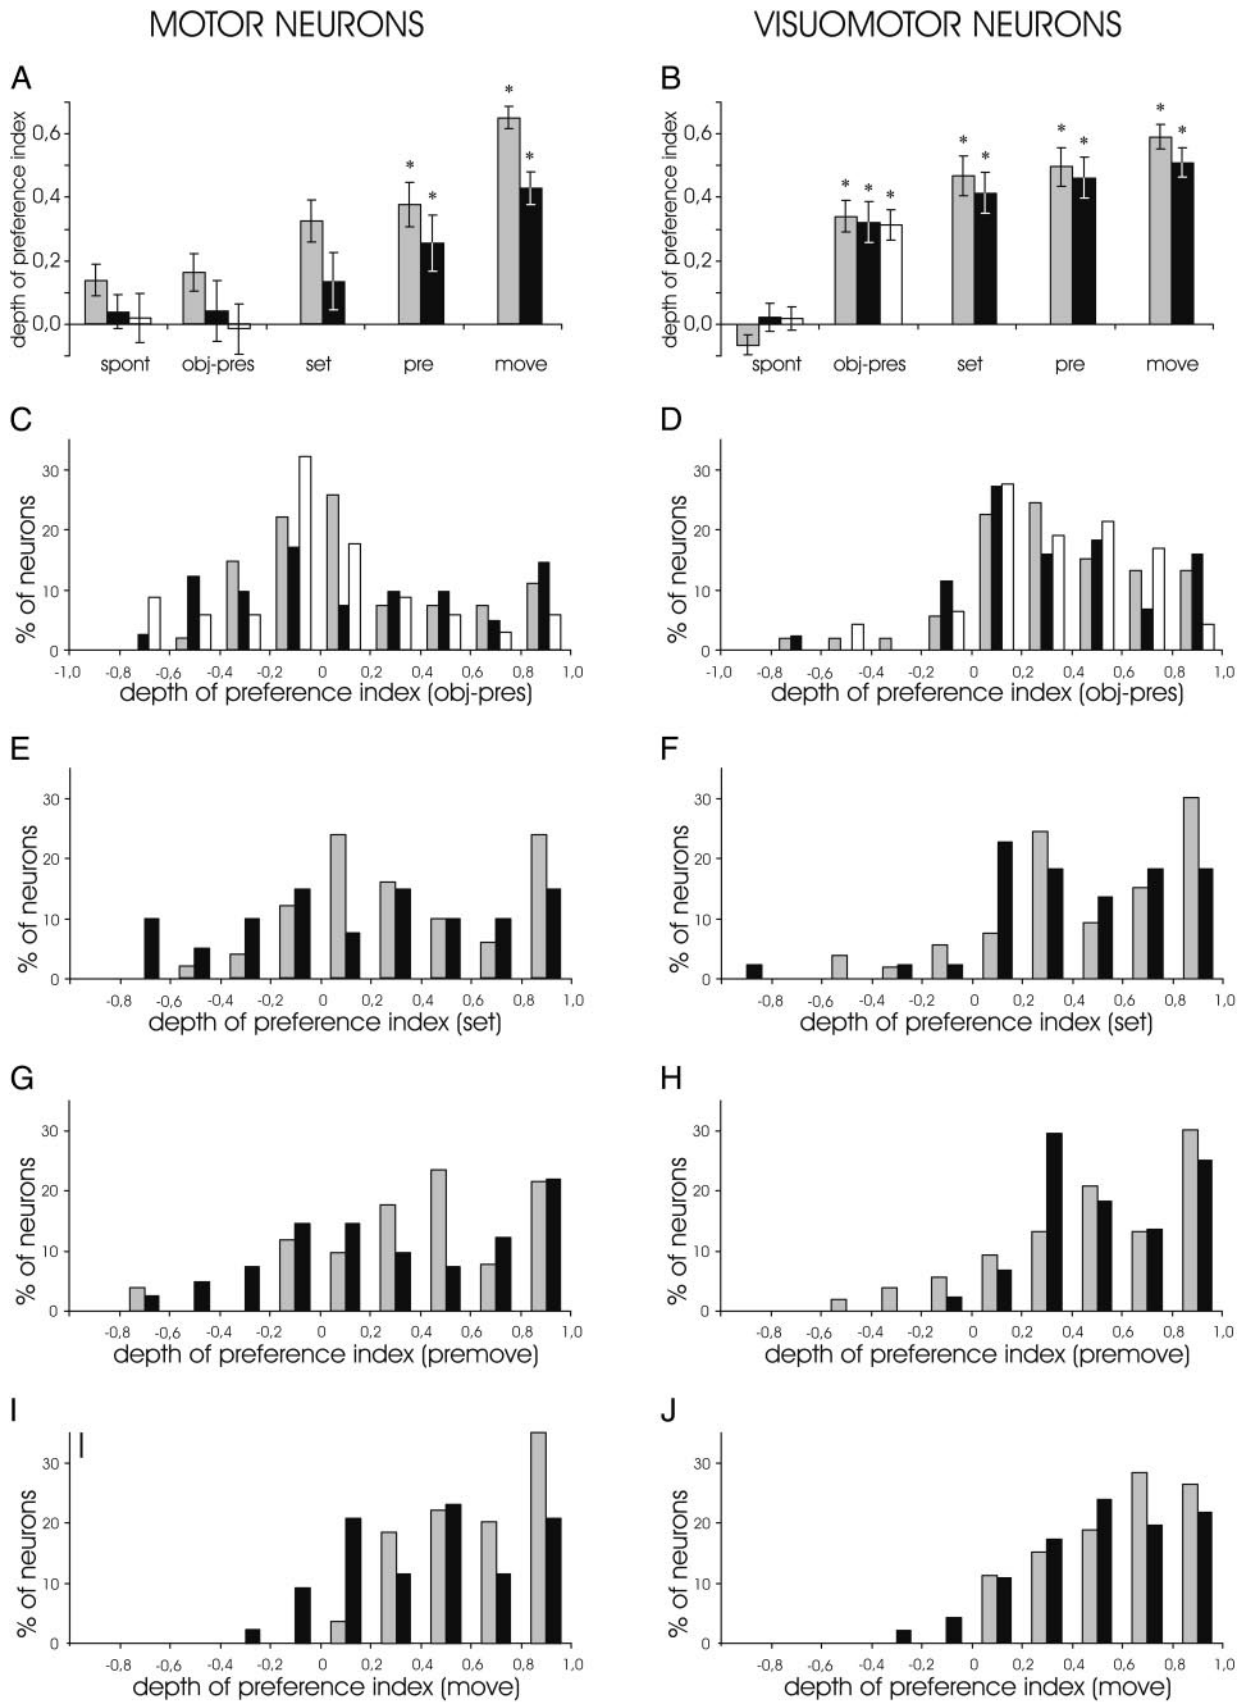 MOTOR NEURONS
VISUOMOTOR NEURONS
A
depth of preference index
0,6
0,4
0,2
0,0
* * * *
spont obj-pres set pre move
B
depth of preference index
0,6
0,4
0,2
0,0
* * * * * * * * *
spont obj-pres set pre move
C
% of neurons
30
20
10
0
-1,0 -0,8 -0,6 -0,4 -0,2 0 0,2 0,4 0,6 0,8 1,0
depth of preference index (obj-pres)
D
% of neurons
30
20
10
0
-1,0 -0,8 -0,6 -0,4 -0,2 0 0,2 0,4 0,6 0,8 1,0
depth of preference index (obj-pres)
E
% of neurons
30
20
10
0
-0,8 -0,6 -0,4 -0,2 0 0,2 0,4 0,6 0,8 1,0
depth of preference index (set)
F
% of neurons
30
20
10
0
-0,8 -0,6 -0,4 -0,2 0 0,2 0,4 0,6 0,8 1,0
depth of preference index (set)
G
% of neurons
30
20
10
0
-0,8 -0,6 -0,4 -0,2 0 0,2 0,4 0,6 0,8 1,0
depth of preference index (premove)
H
% of neurons
30
20
10
0
-0,8 -0,6 -0,4 -0,2 0 0,2 0,4 0,6 0,8 1,0
depth of preference index (premove)
I
I
% of neurons
30
20
10
0
-0,8 -0,6 -0,4 -0,2 0 0,2 0,4 0,6 0,8 1,0
depth of preference index (move)
J
% of neurons
30
20
10
0
-0,8 -0,6 -0,4 -0,2 0 0,2 0,4 0,6 0,8 1,0
depth of preference index (move)